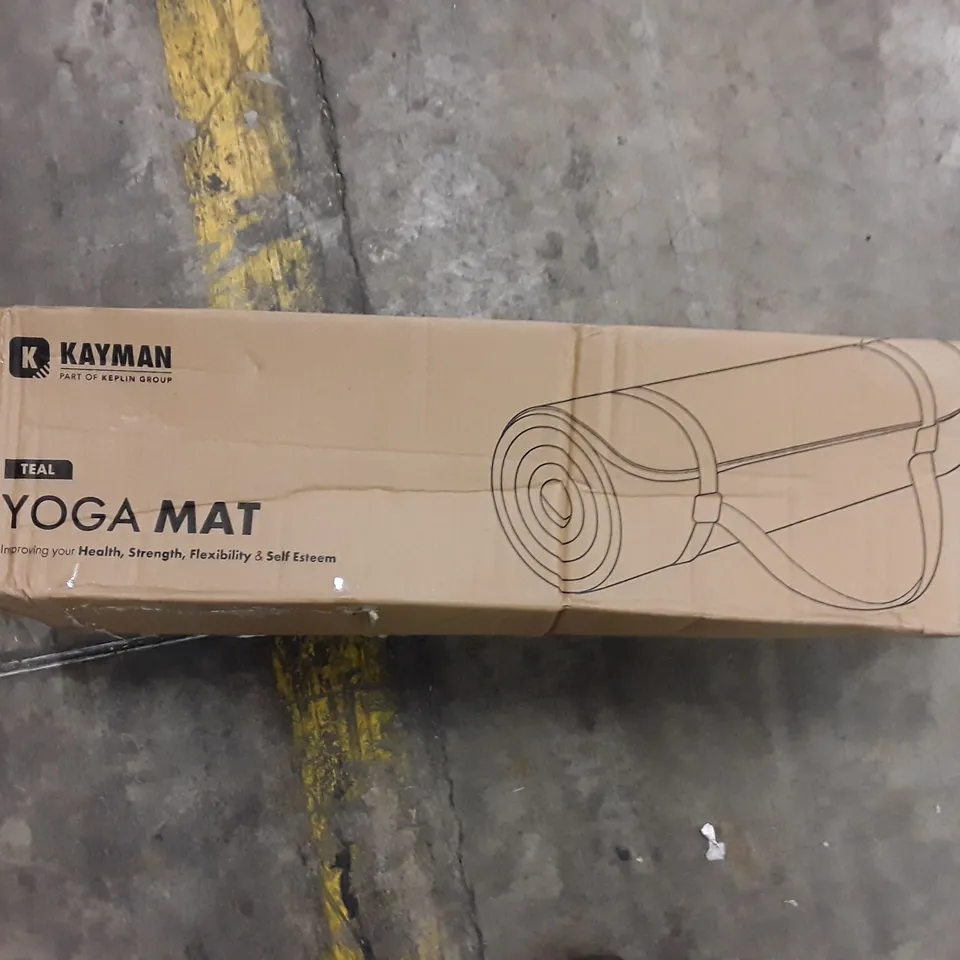 K KAYMAN
PART OF KEPLIN GROUP
TEAL
YOGA MAT
Improving your Health, Strength, Flexibility & Self Esteem